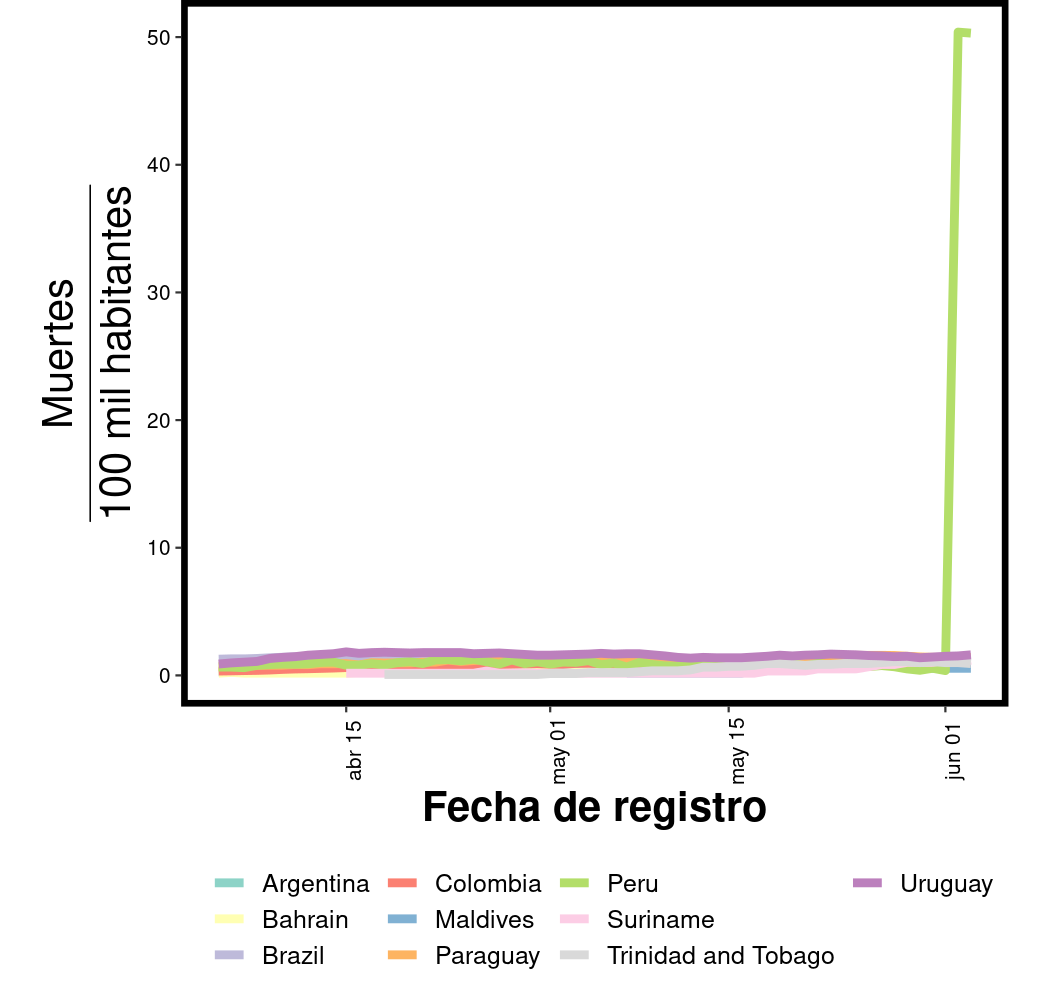 50
40
30
20
10
0
Muertes
100 mil habitantes
abr 15
may 01
may 15
jun 01
Fecha de registro
Argentina
Colombia
Peru
Uruguay
Bahrain
Maldives
Suriname
Brazil
Paraguay
Trinidad and Tobago